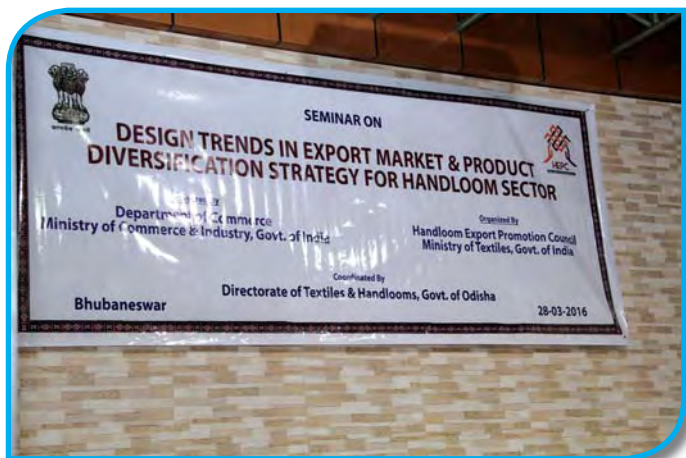 SEMINAR ON
DESIGN TRENDS IN EXPORT MARKET & PRODUCT
DIVERSIFICATION STRATEGY FOR HANDLOOM SECTOR
Department of Commerce
Ministry of Commerce & Industry, Govt. of India
HEPC
Organized By
Handloom Export Promotion Council
Ministry of Textiles, Govt. of India
Coordinated By
Directorate of Textiles & Handlooms, Govt. of Odisha
Bhubaneswar
28-03-2016